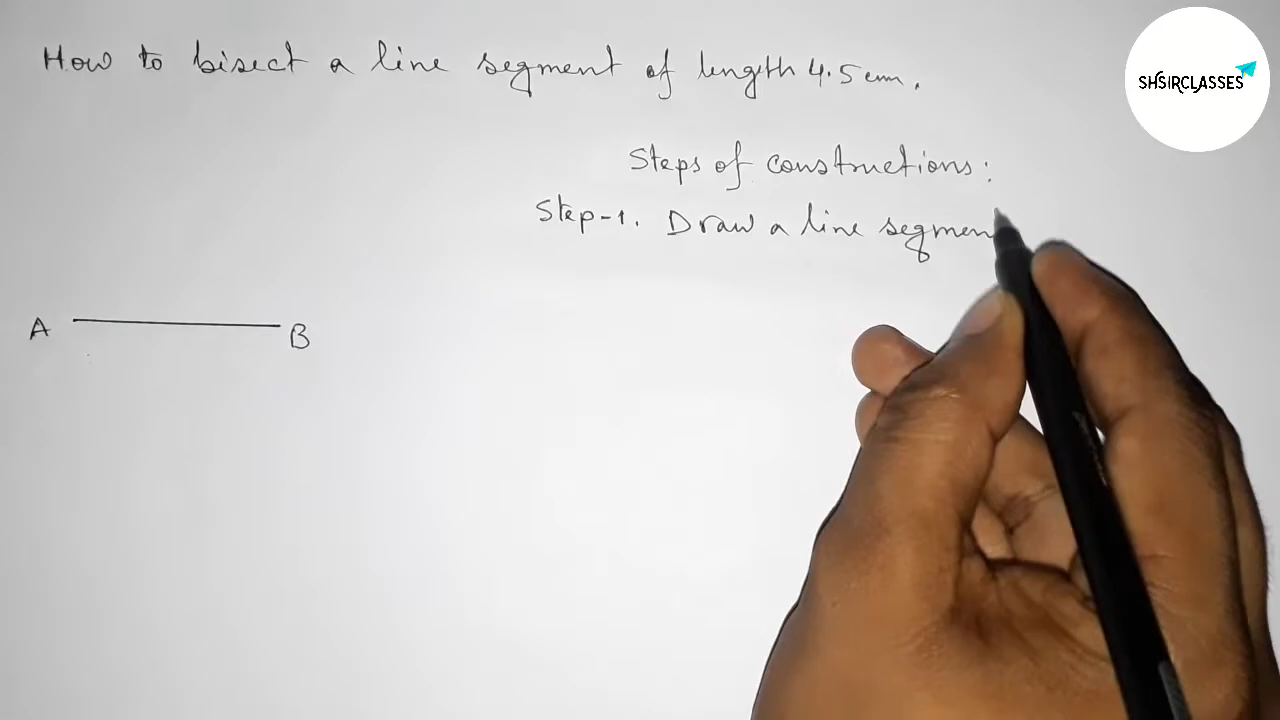 How to bisect a line segment of length 4.5 cm.
SHSIRCLASSES
Steps of constructions:
Step-1. Draw a line segmen
A
B